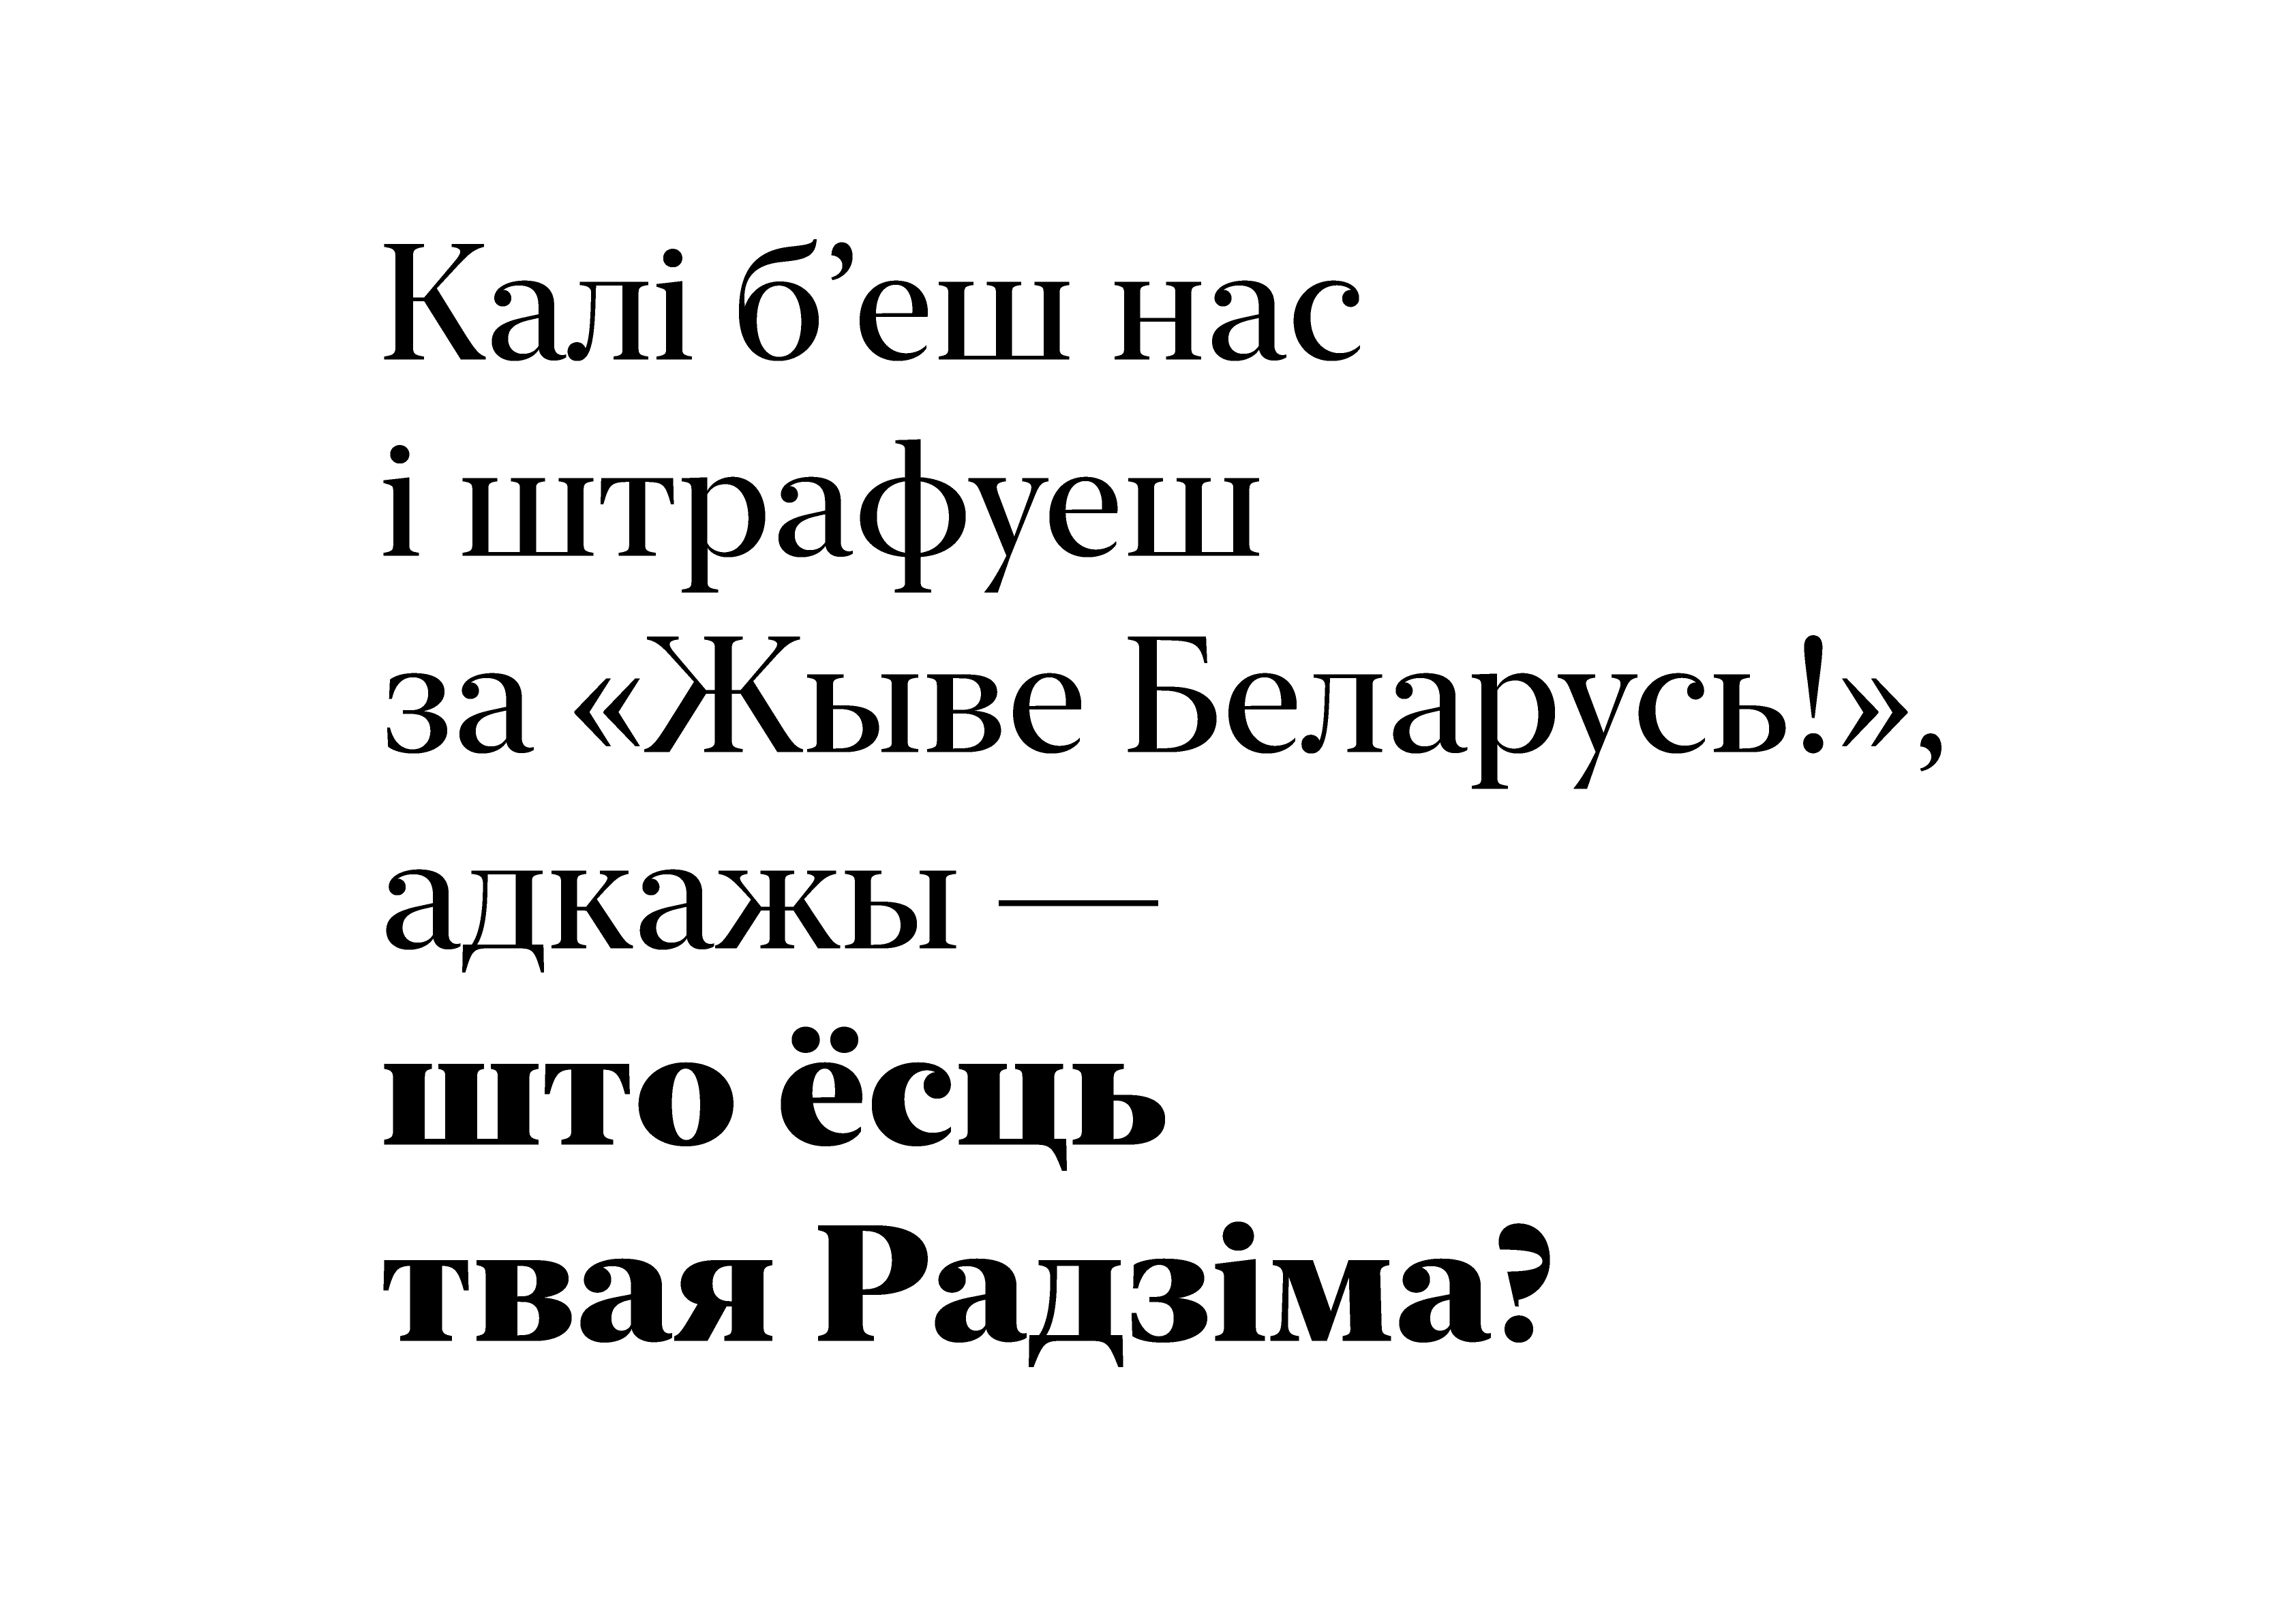 Калі б’еш нас
і штрафуеш
за «Жыве Беларусь!»,
адкажы —
што ёсць
твая Радзіма?